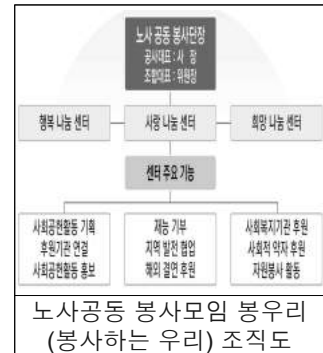 노사 공동 봉사단장
공사대표 : 사 장
조합대표 : 위원장
행복 나눔 센터
사랑 나눔 센터
희망 나눔 센터
센터 주요 기능
사회공헌활동 기획
후원기관 연결
사회공헌활동 홍보
재능 기부
지역 발전 협업
해외 결연 후원
사회복지기관 후원
사회적 약자 후원
자원봉사 활동
노사공동 봉사모임 봉우리
(봉사하는 우리) 조직도